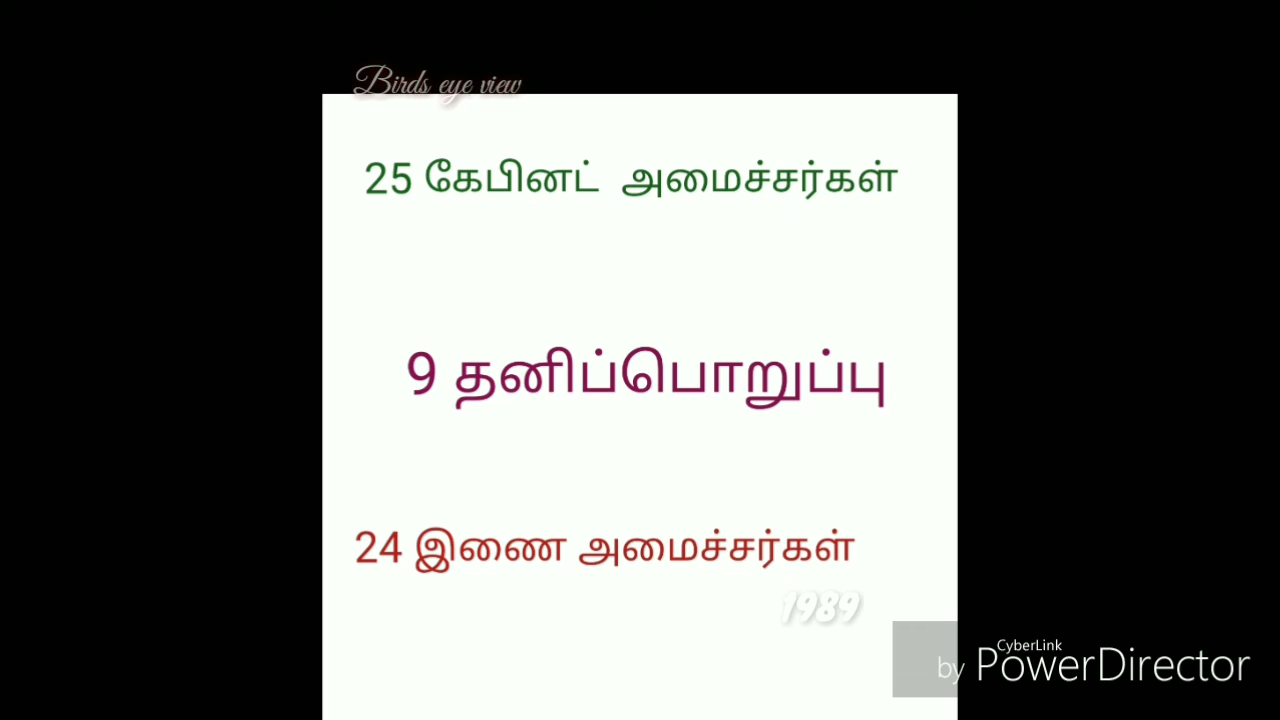 Birds eye view
25 கேபினட் அமைச்சர்கள்
9 தனிப்பொறுப்பு
24 இணை அமைச்சர்கள்
1989
CyberLink
by PowerDirector